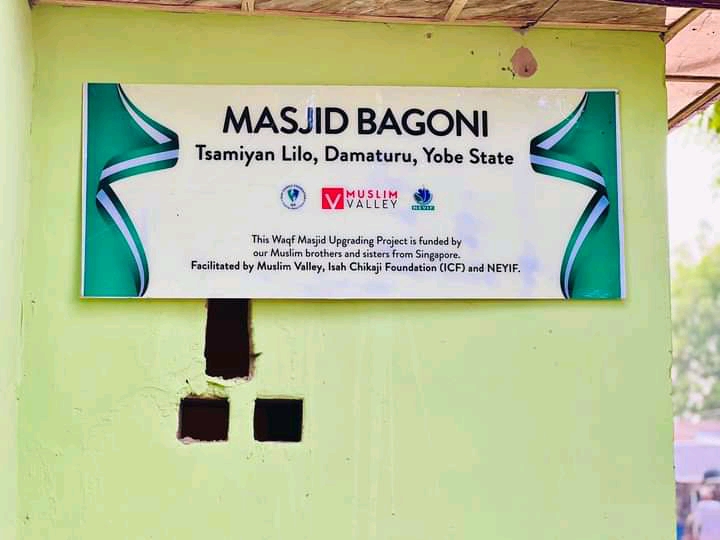 MASJID BAGONI
Tsamiyan Lilo, Damaturu, Yobe State
MUSLIM
VALLEY
NEYIF
This Waqf Masjid Upgrading Project is funded by
our Muslim brothers and sisters from Singapore.
Facilitated by Muslim Valley, Isah Chikaji Foundation (ICF) and NEYIF.